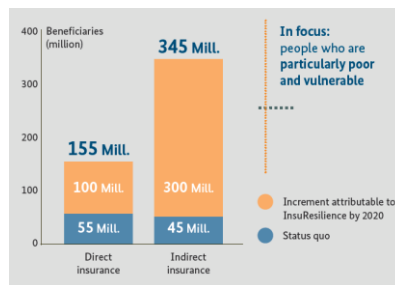 Beneficiaries
(million)
400
300
200
100
0
155 Mill.
100 Mill.
55 Mill.
Direct
insurance
345 Mill.
300 Mill.
45 Mill.
Indirect
insurance
In focus:
people who are
particularly poor
and vulnerable
Increment attributable to
InsuResilience by 2020
Status quo